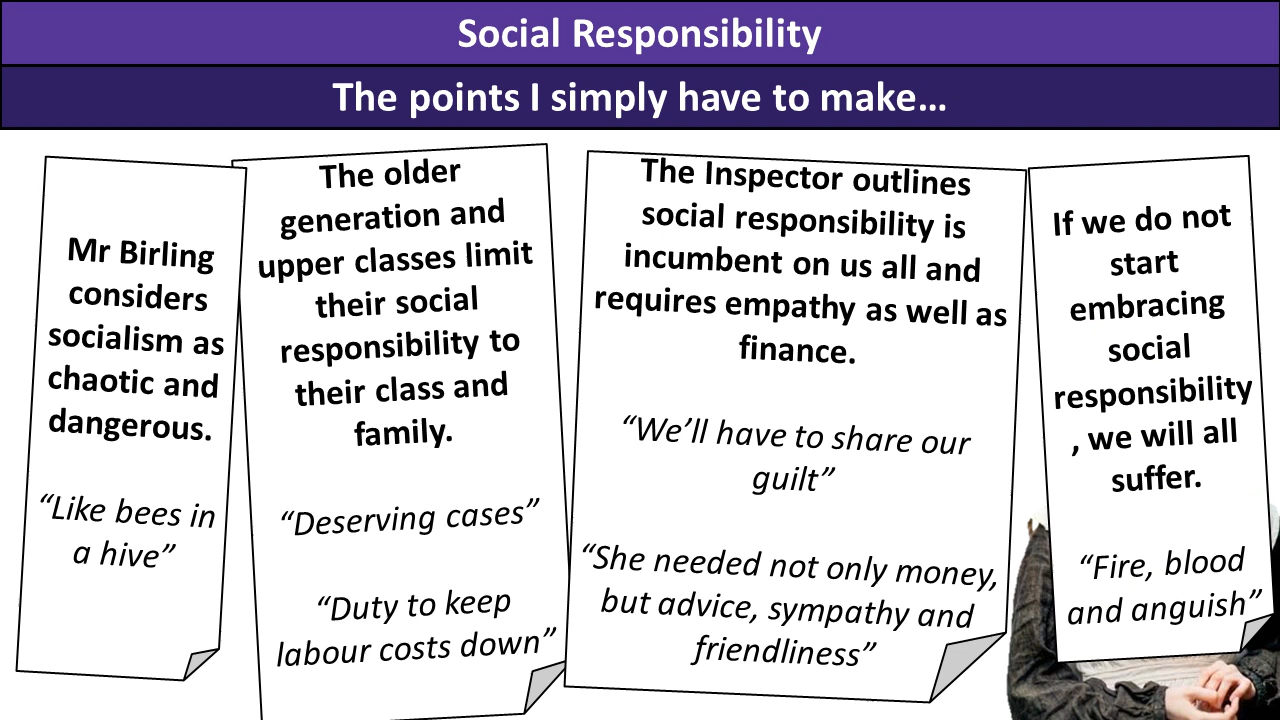 Social Responsibility
The points I simply have to make…
Mr Birling
considers
socialism as
chaotic and
dangerous.
“Like bees in
a hive”
The older
generation and
upper classes limit
their social
responsibility to
their class and
family.
“Deserving cases”
“Duty to keep
labour costs down”
The Inspector outlines
social responsibility is
incumbent on us all and
requires empathy as well as
finance.
“We’ll have to share our
guilt”
“She needed not only money,
but advice, sympathy and
friendliness”
If we do not
start
embracing
social
responsibility
, we will all
suffer.
“Fire, blood
and anguish”